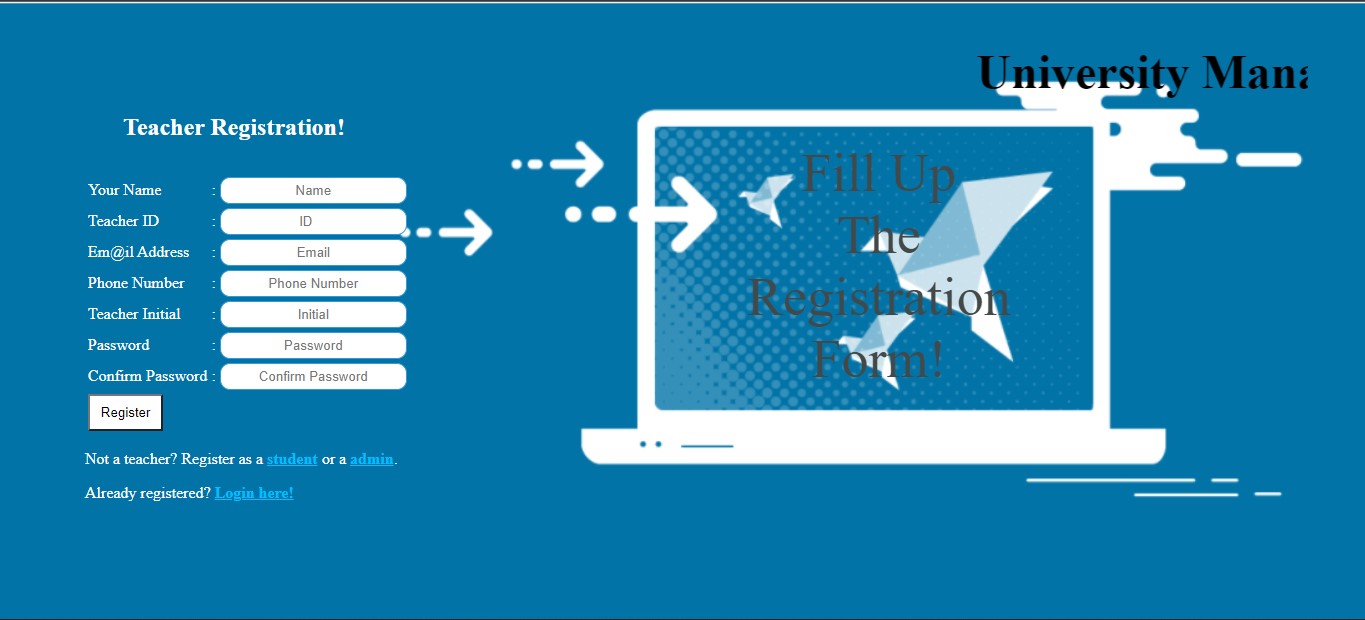 University Mana
Teacher Registration!
Your Name : Name
Teacher ID : ID
Em@il Address : Email
Phone Number : Phone Number
Teacher Initial : Initial
Password : Password
Confirm Password : Confirm Password
Register
Not a teacher? Register as a student or a admin.
Already registered? Login here!
Fill Up
The
Registration
Form!